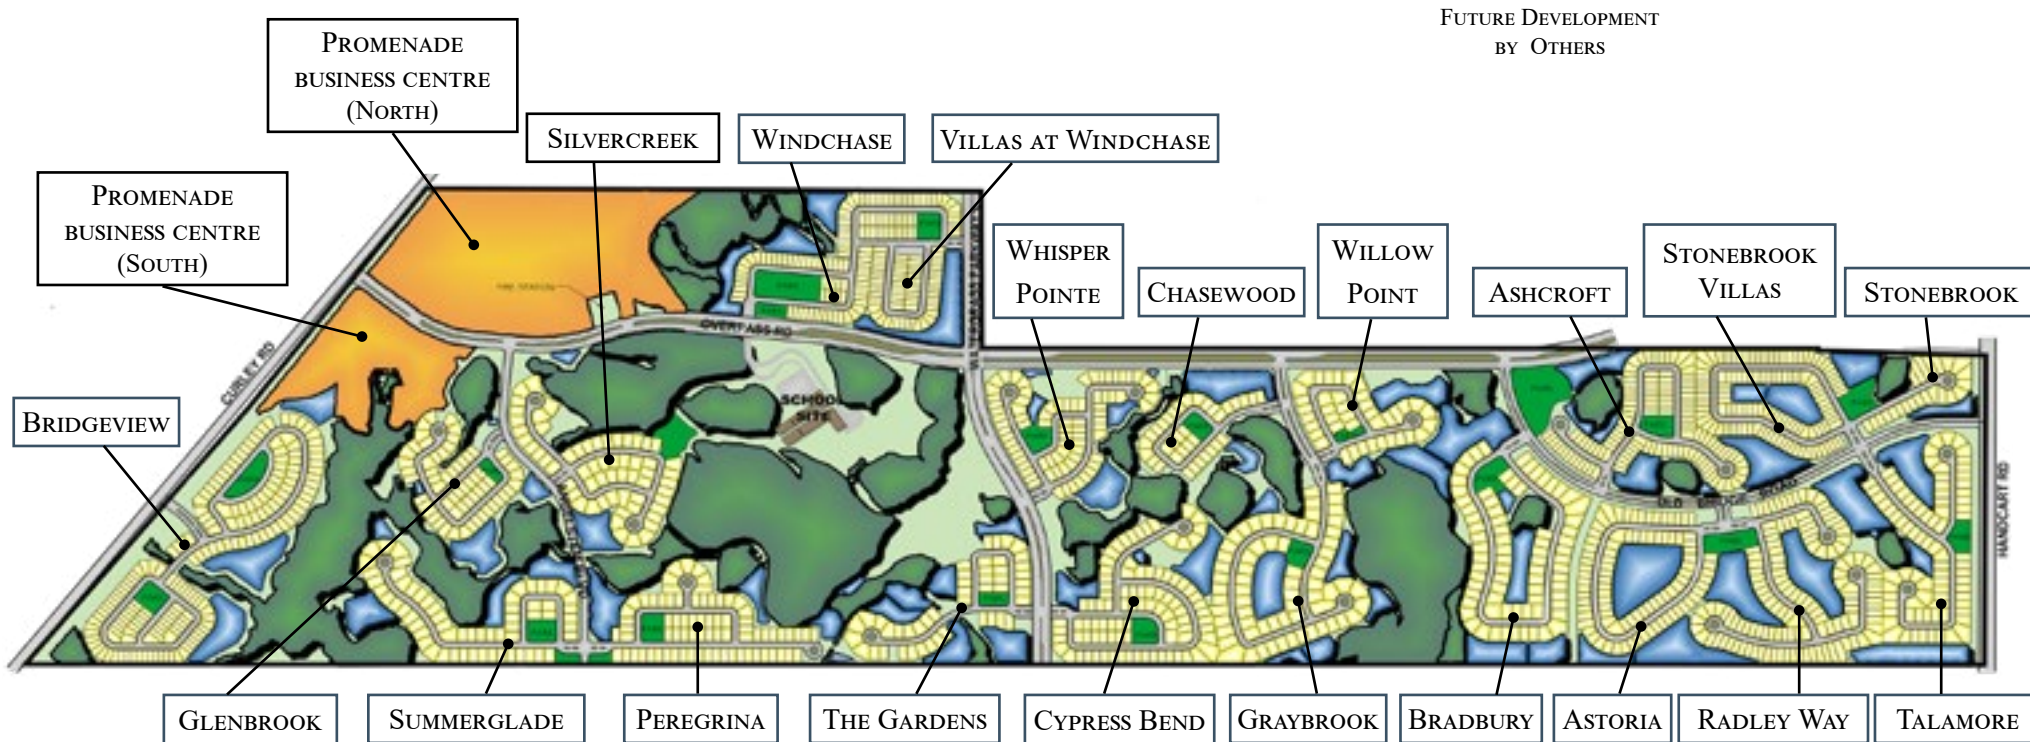 Future Development
by Others
Promenade
business centre
(North)
Silvercreek
Windchase
Villas at Windchase
Promenade
business centre
(South)
Whisper
Pointe
Chasewood
Willow
Point
Ashcroft
Stonebrook
Villas
Stonebrook
Bridgeview
CURLEY RD
OVERPASS RD
SCHOOL
SITE
HANDCART RD
Glenbrook
Summerglade
Peregrina
The Gardens
Cypress Bend
Graybrook
Bradbury
Astoria
Radley Way
Talamore